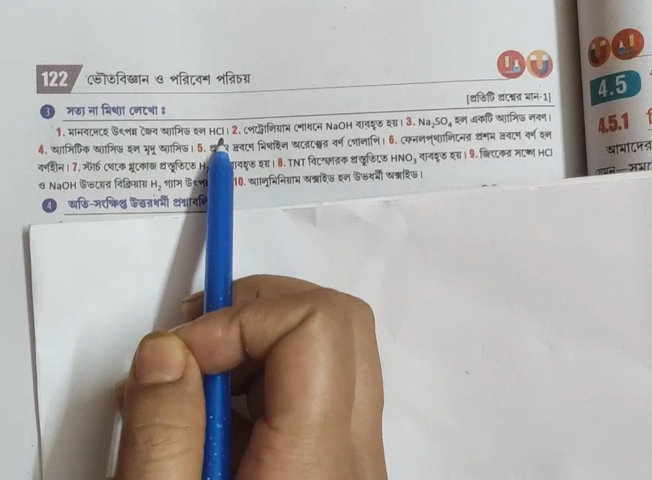 122 ভৌতবিজ্ঞান ও পরিবেশ পরিচয়
3 সত্য না মিথ্যা লেখো : [প্রতিটি প্রশ্নের মান-1]
1. মানবদেহে উৎপন্ন জৈব অ্যাসিড হল HCl। 2. পেট্রোলিয়াম শোধনে NaOH ব্যবহৃত হয়। 3. Na₂SO₄ হল একটি অ্যাসিড লবণ।
4. অ্যাসিটিক অ্যাসিড হল মৃদু অ্যাসিড। 5. দ্রবণে মিথাইল অরেঞ্জের বর্ণ গোলাপি। 6. ফেনলপ্থ্যালিনের প্রশম দ্রবণে বর্ণ হল
বর্ণহীন। 7. স্টার্চ থেকে গ্লুকোজ প্রস্তুতিতে ব্যবহৃত হয়। 8. TNT বিস্ফোরক প্রস্তুতিতে HNO₃ ব্যবহৃত হয়। 9. জিংকের সঙ্গে HCl
ও NaOH উভয়ের বিক্রিয়ায় H₂ গ্যাস 10. অ্যালুমিনিয়াম অক্সাইড হল উভধর্মী অক্সাইড।
4 অতি-সংক্ষিপ্ত উত্তরধর্মী
4.5
4.5.1
আমাদের